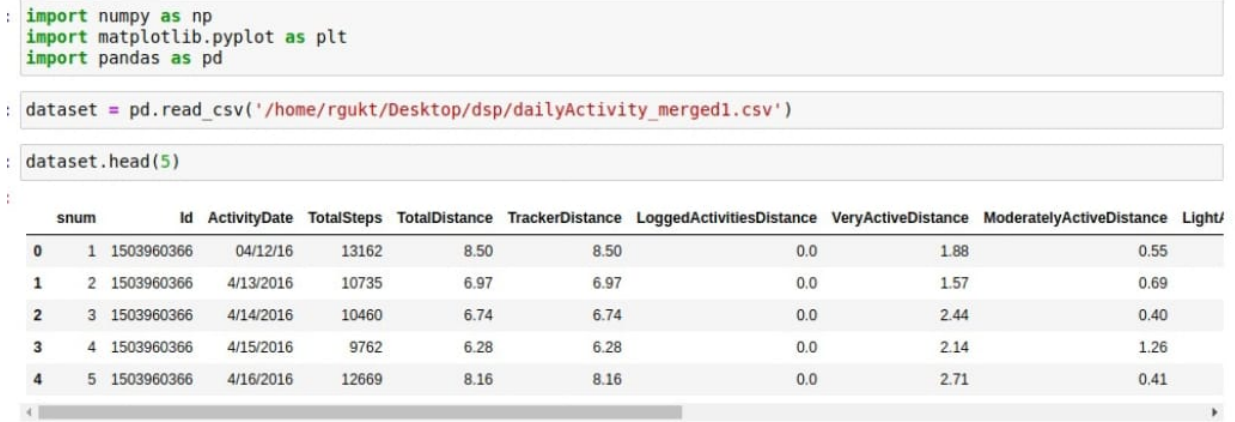 import numpy as np
import matplotlib.pyplot as plt
import pandas as pd
dataset = pd.read_csv('/home/rgukt/Desktop/dsp/dailyActivity_merged1.csv')
dataset.head(5)
snum Id ActivityDate TotalSteps TotalDistance TrackerDistance LoggedActivitiesDistance VeryActiveDistance ModeratelyActiveDistance LightA
0 1 1503960366 04/12/16 13162 8.50 8.50 0.0 1.88 0.55
1 2 1503960366 4/13/2016 10735 6.97 6.97 0.0 1.57 0.69
2 3 1503960366 4/14/2016 10460 6.74 6.74 0.0 2.44 0.40
3 4 1503960366 4/15/2016 9762 6.28 6.28 0.0 2.14 1.26
4 5 1503960366 4/16/2016 12669 8.16 8.16 0.0 2.71 0.41